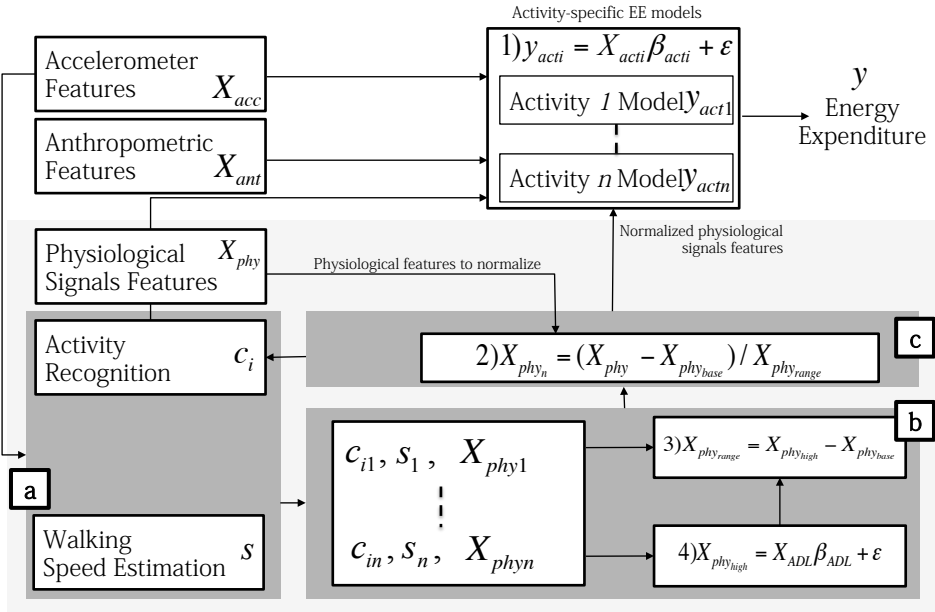 Activity-specific EE models
Accelerometer
Features X_acc
1)y_acti = X_acti β_acti + ε
Activity 1 Model y_act1
Activity n Model y_actn
y
Energy
Expenditure
Anthropometric
Features X_ant
Physiological X_phy
Signals Features
Physiological features to normalize
Normalized physiological
signals features
Activity
Recognition c_i
c
2)X_phy_n = (X_phy − X_phy_base) / X_phy_range
a
b
c_i1, s_1 , X_phy1
c_in, s_n , X_phyn
3)X_phy_range = X_phy_high − X_phy_base
4)X_phy_high = X_ADL β_ADL + ε
Walking
Speed Estimation s